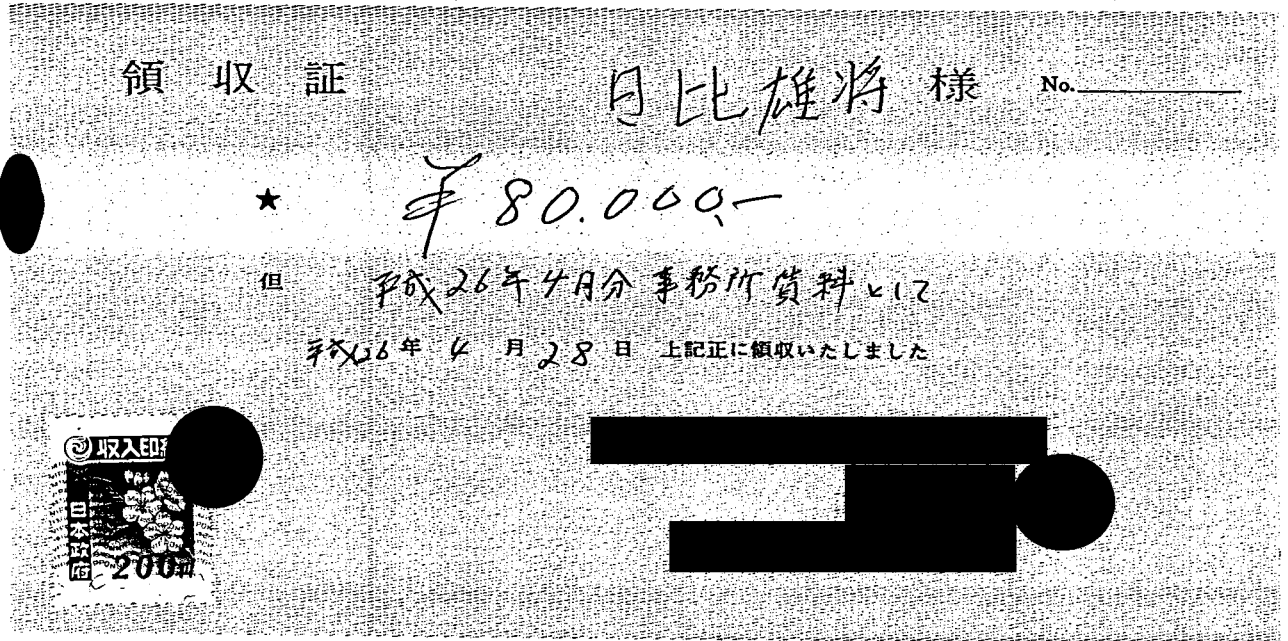 領収証 日比雄将 様 No.
★ ¥80.000.-
但 平成26年4月分事務所賃料として
平成26年4月28日 上記正に領収いたしました
収入印
日本政府
200円